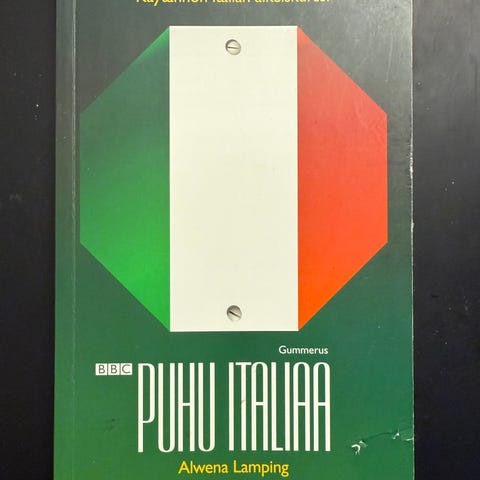 Käytännön italian alkeiskurssi
Gummerus
BBC PUHU ITALIAA
Alwena Lamping